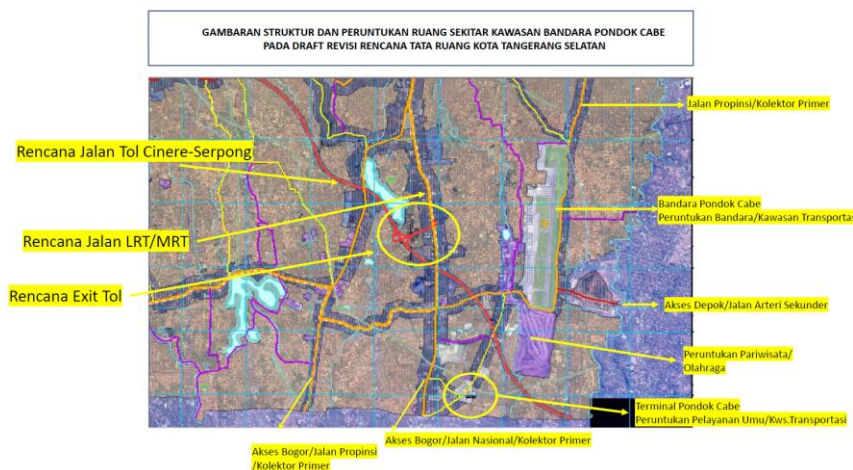 GAMBARAN STRUKTUR DAN PERUNTUKAN RUANG SEKITAR KAWASAN BANDARA PONDOK CABE
PADA DRAFT REVISI RENCANA TATA RUANG KOTA TANGERANG SELATAN
Jalan Propinsi/Kolektor Primer
Rencana Jalan Tol Cinere-Serpong
Bandara Pondok Cabe
Peruntukan Bandara/Kawasan Transportas
Rencana Jalan LRT/MRT
Rencana Exit Tol
Akses Depok/Jalan Arteri Sekunder
Peruntukan Pariwisata/
Olahraga
Terminal Pondok Cabe
Peruntukan Pelayanan Umu/Kws.Transportasi
Akses Bogor/Jalan Propinsi
/Kolektor Primer
Akses Bogor/Jalan Nasional/Kolektor Primer